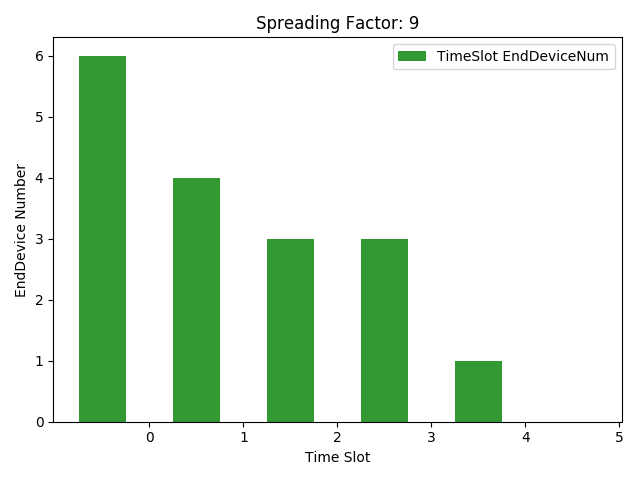 Spreading Factor: 9
TimeSlot EndDeviceNum
EndDevice Number
6
5
4
3
2
1
0
0 1 2 3 4 5
Time Slot